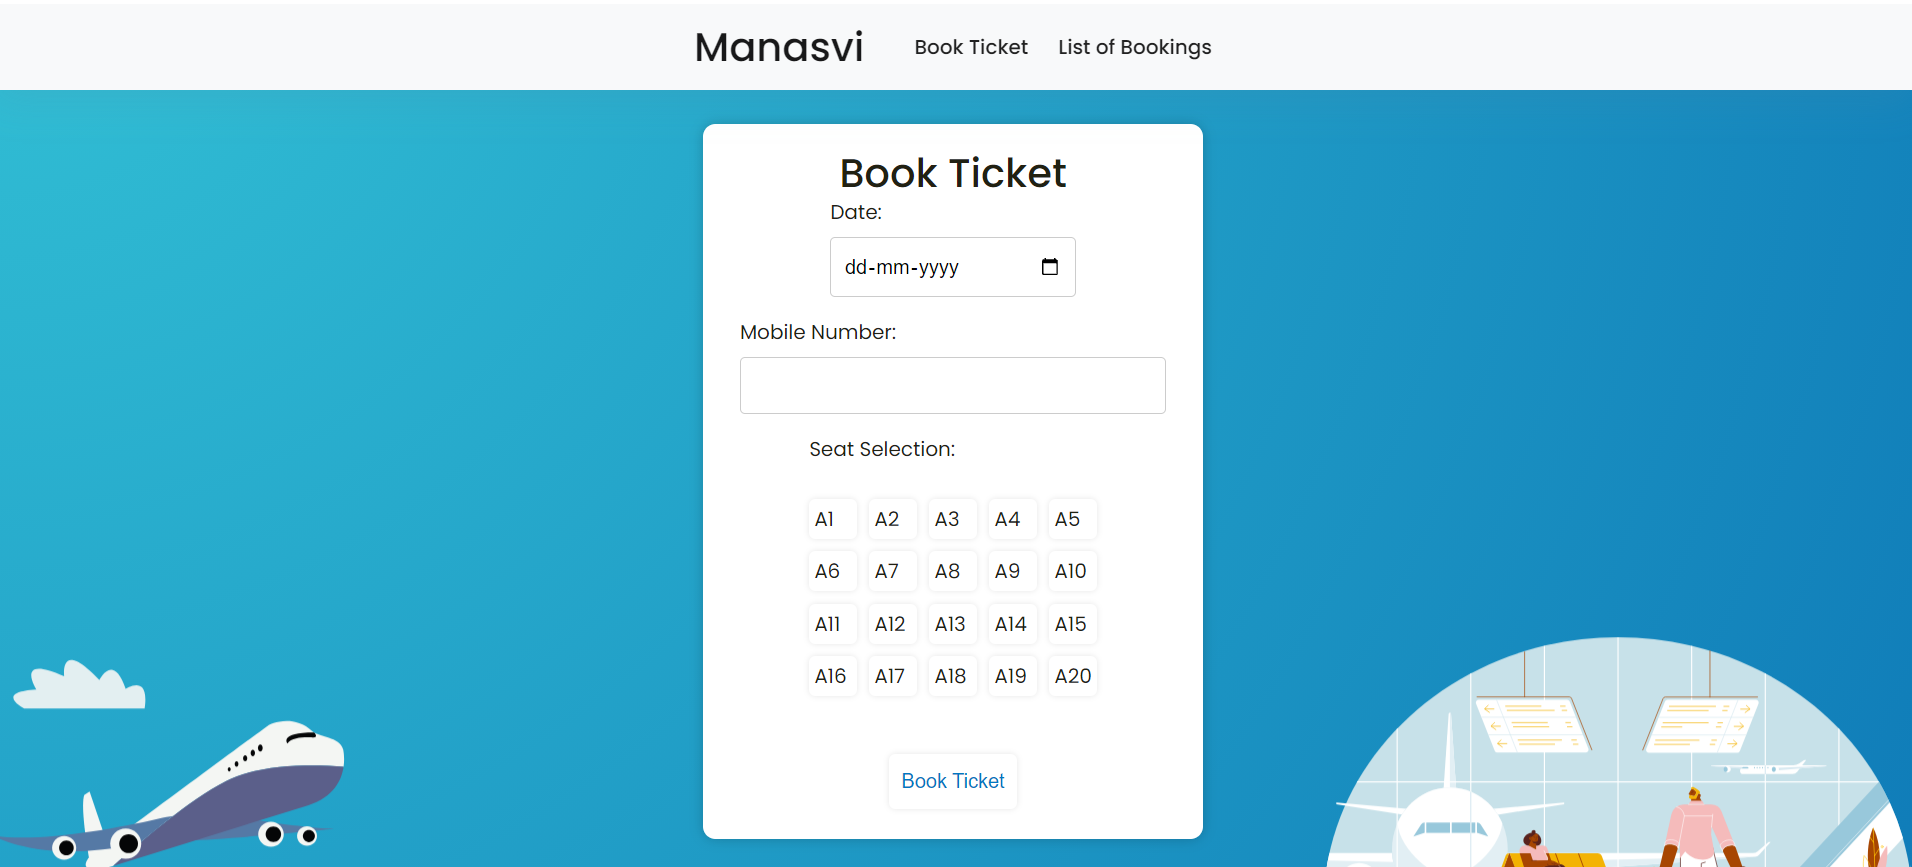 Manasvi Book Ticket List of Bookings
Book Ticket
Date:
dd-mm-yyyy
Mobile Number:
Seat Selection:
A1 A2 A3 A4 A5
A6 A7 A8 A9 A10
A11 A12 A13 A14 A15
A16 A17 A18 A19 A20
Book Ticket